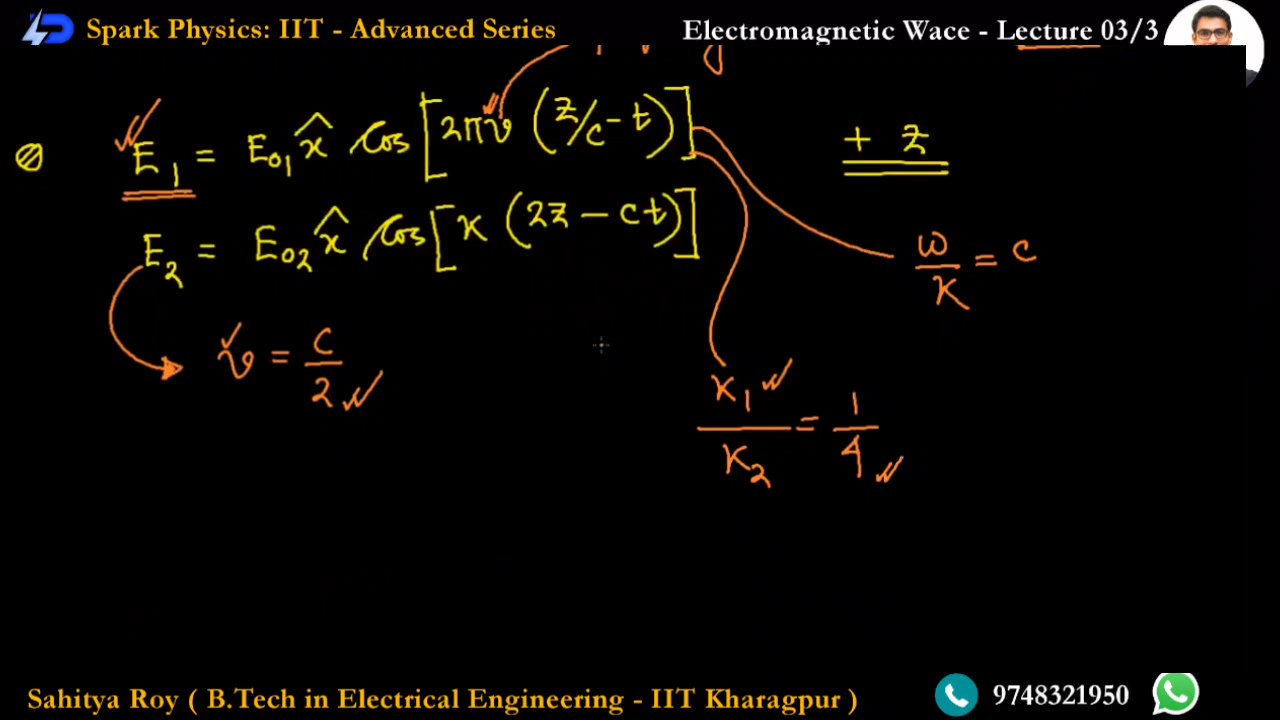 Spark Physics: IIT - Advanced Series
Electromagnetic Wace - Lecture 03/3
E₁ = E₀₁ x̂ cos [2πν (z/c - t)]
+ z
E₂ = E₀₂ x̂ cos [k (2z - ct)]
ω/k = c
v = c/2
k₁/k₂ = 1/4
Sahitya Roy ( B.Tech in Electrical Engineering - IIT Kharagpur )
9748321950